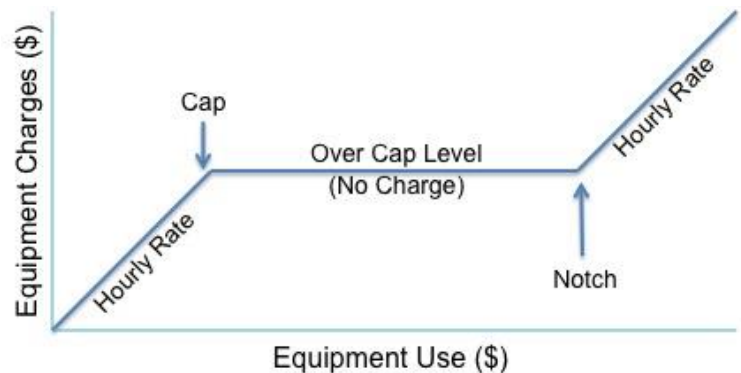 Equipment Charges ($)
Cap
Hourly Rate
Over Cap Level
(No Charge)
Hourly Rate
Notch
Equipment Use ($)